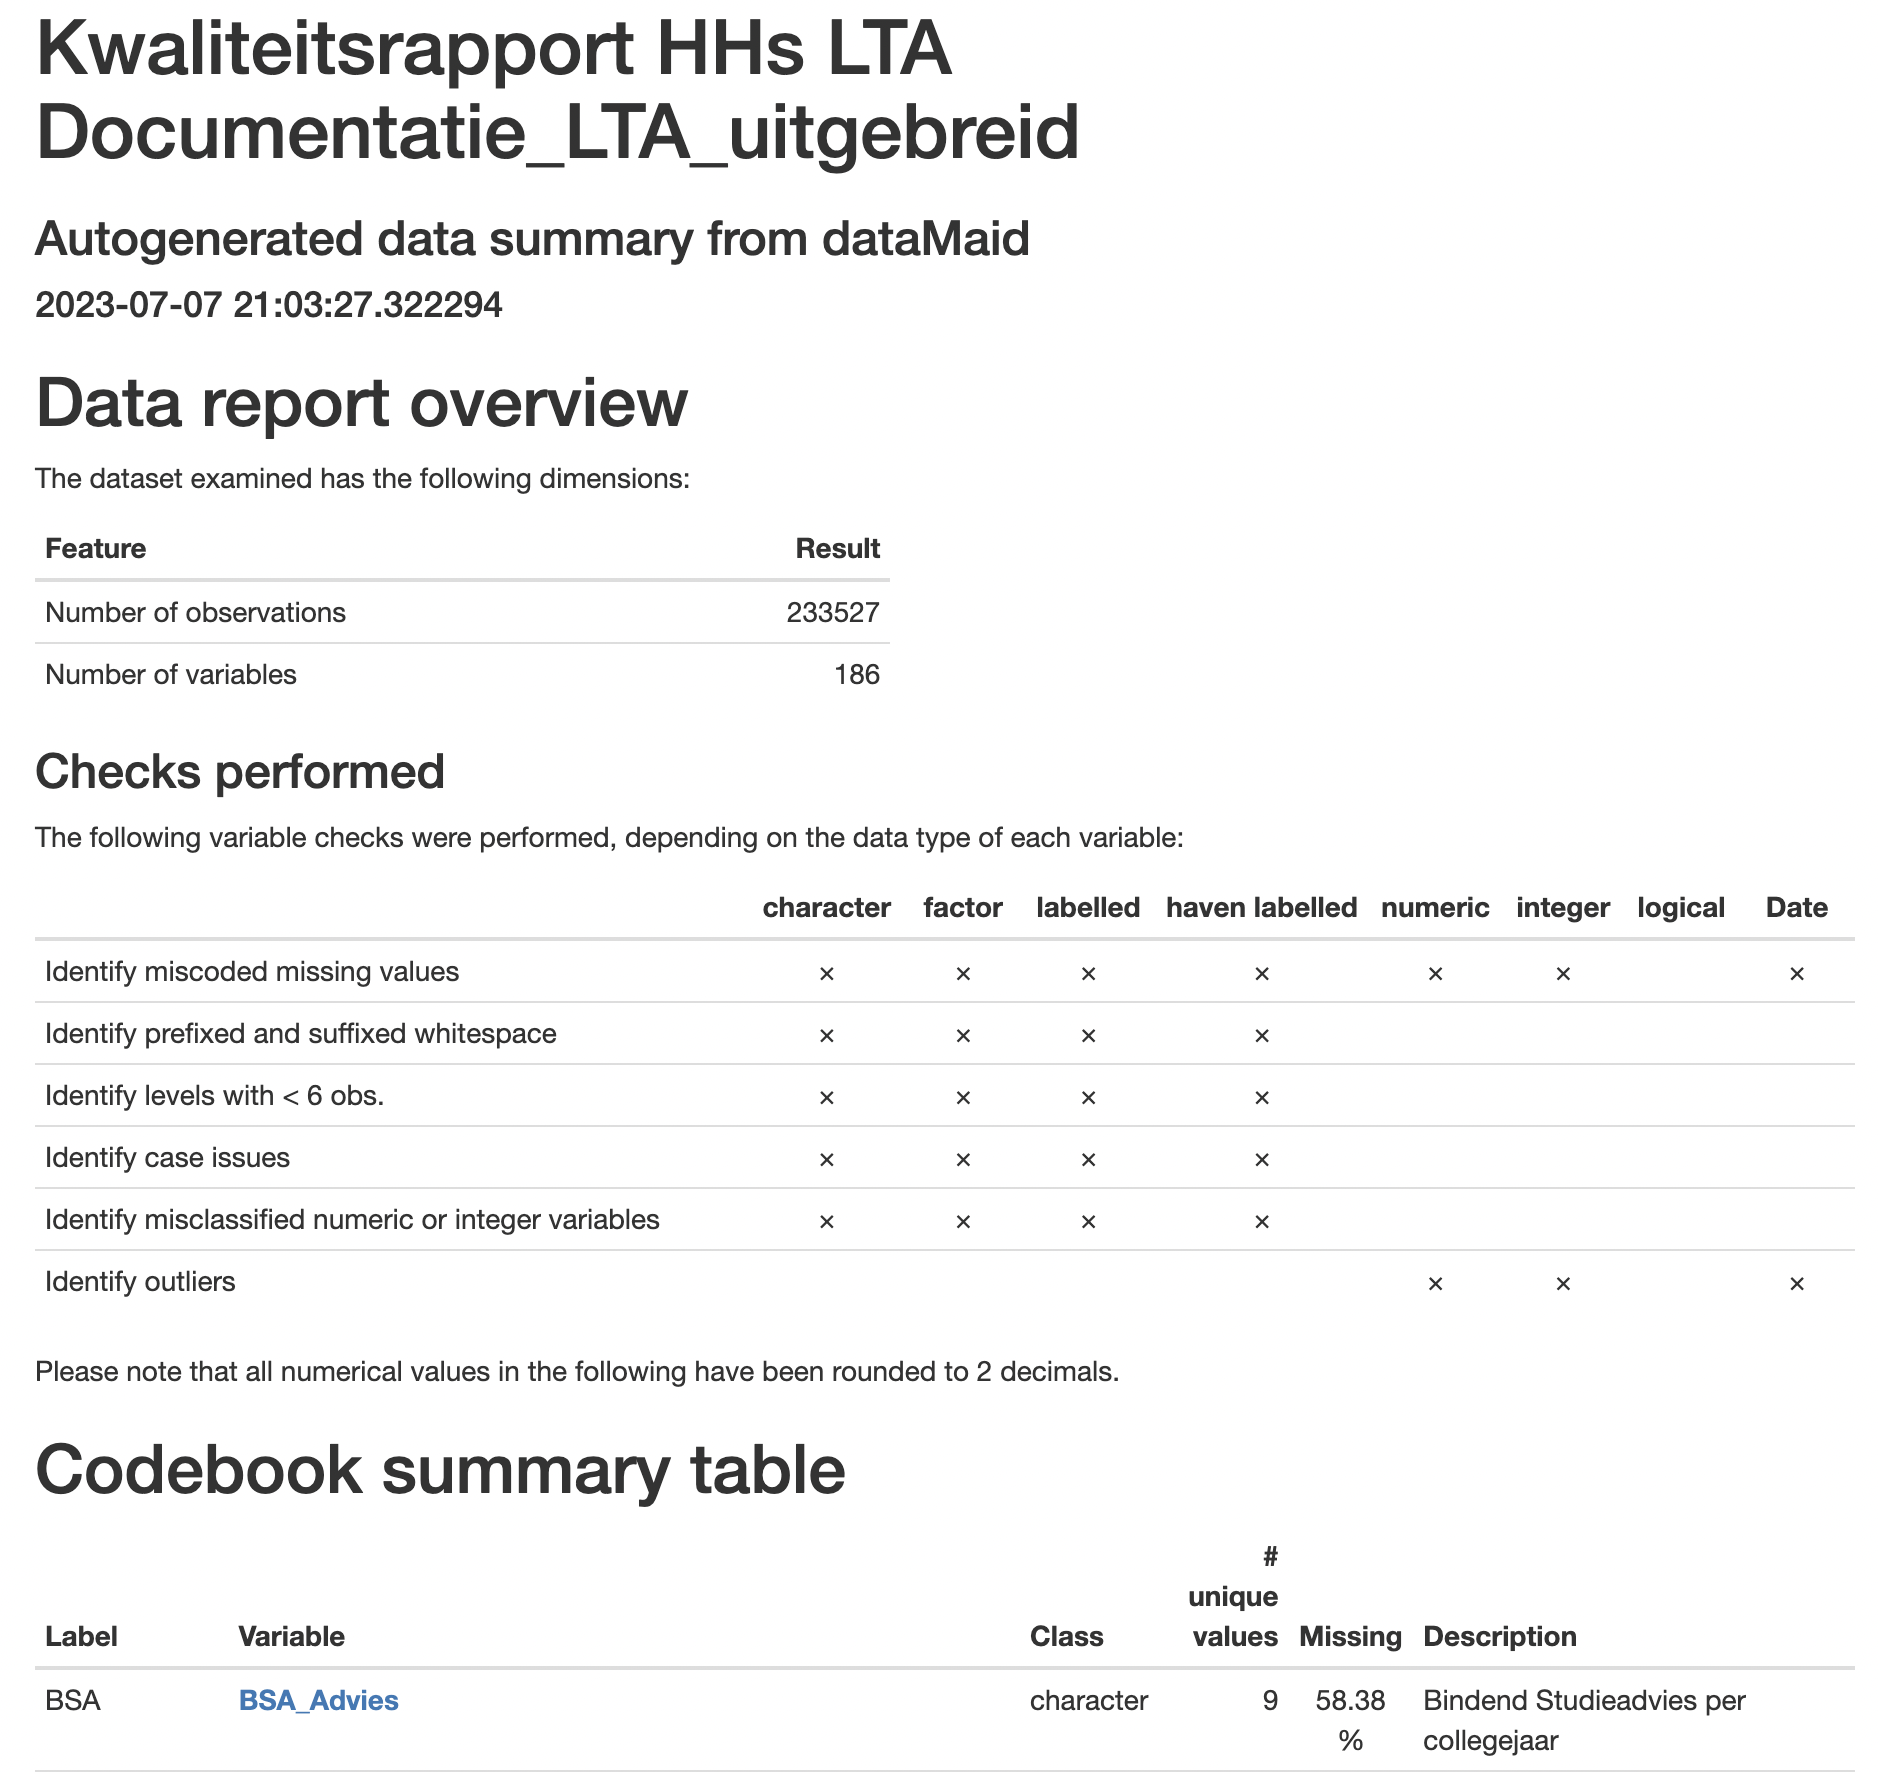 Kwaliteitsrapport HHs LTA
Documentatie_LTA_uitgebreid
Autogenerated data summary from dataMaid
2023-07-07 21:03:27.322294
Data report overview
The dataset examined has the following dimensions:
Feature Result
Number of observations 233527
Number of variables 186
Checks performed
The following variable checks were performed, depending on the data type of each variable:
character factor labelled haven labelled numeric integer logical Date
Identify miscoded missing values × × × × × × ×
Identify prefixed and suffixed whitespace × × × ×
Identify levels with < 6 obs. × × × ×
Identify case issues × × × ×
Identify misclassified numeric or integer variables × × × ×
Identify outliers × × ×
Please note that all numerical values in the following have been rounded to 2 decimals.
Codebook summary table
#
unique
Label Variable Class values Missing Description
BSA BSA_Advies character 9 58.38 Bindend Studieadvies per
% collegejaar